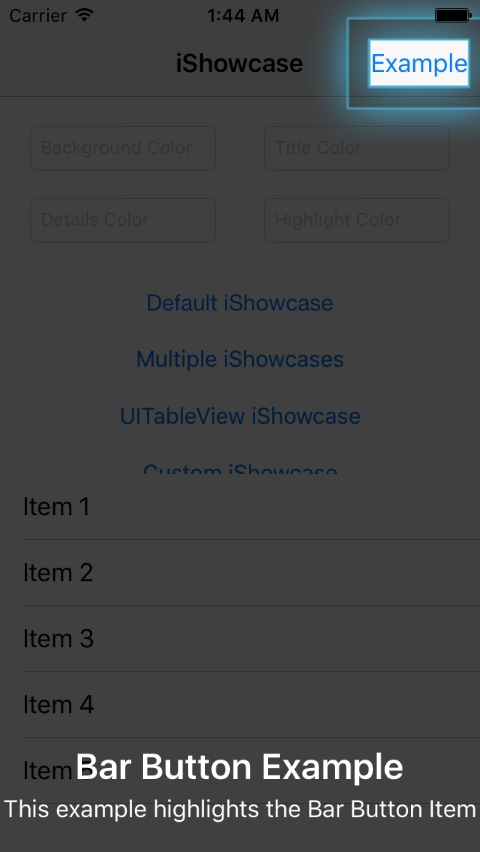 Carrier 1:44 AM
iShowcase Example
Background Color Title Color
Details Color Highlight Color
Default iShowcase
Multiple iShowcases
UITableView iShowcase
Custom iShowcase
Item 1
Item 2
Item 3
Item 4
Item
Bar Button Example
This example highlights the Bar Button Item